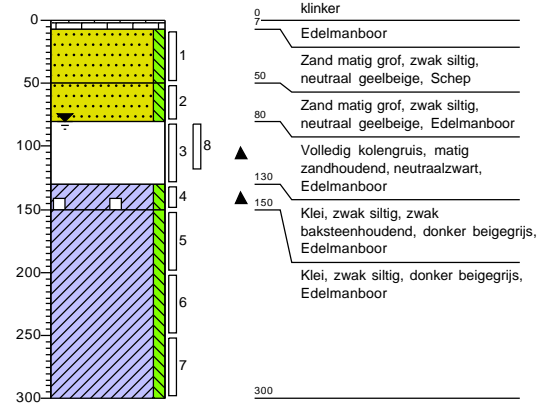 0
50
100
150
200
250
300
1
2
3
8
4
5
6
7
0
klinker
7
Edelmanboor
Zand matig grof, zwak siltig,
neutraal geelbeige, Schep
50
Zand matig grof, zwak siltig,
neutraal geelbeige, Edelmanboor
80
Volledig kolengruis, matig
zandhoudend, neutraalzwart,
Edelmanboor
130
Klei, zwak siltig, zwak
baksteenhoudend, donker beigegrijs,
Edelmanboor
150
Klei, zwak siltig, donker beigegrijs,
Edelmanboor
300